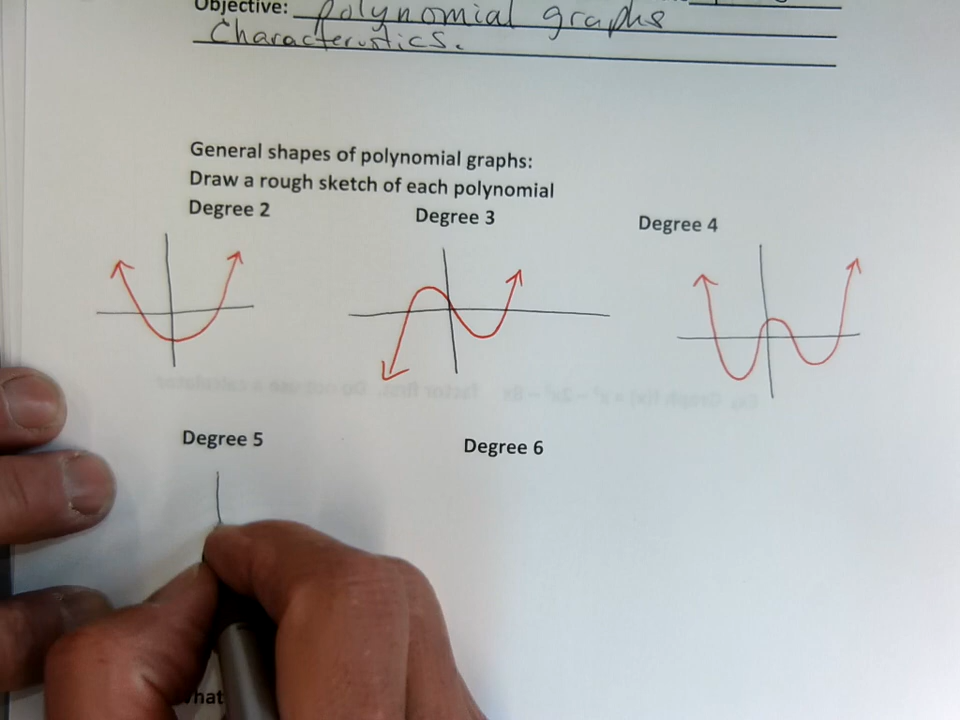 Objective: Polynomial graphs
Characteristics.
General shapes of polynomial graphs:
Draw a rough sketch of each polynomial
Degree 2 Degree 3 Degree 4
Degree 5 Degree 6